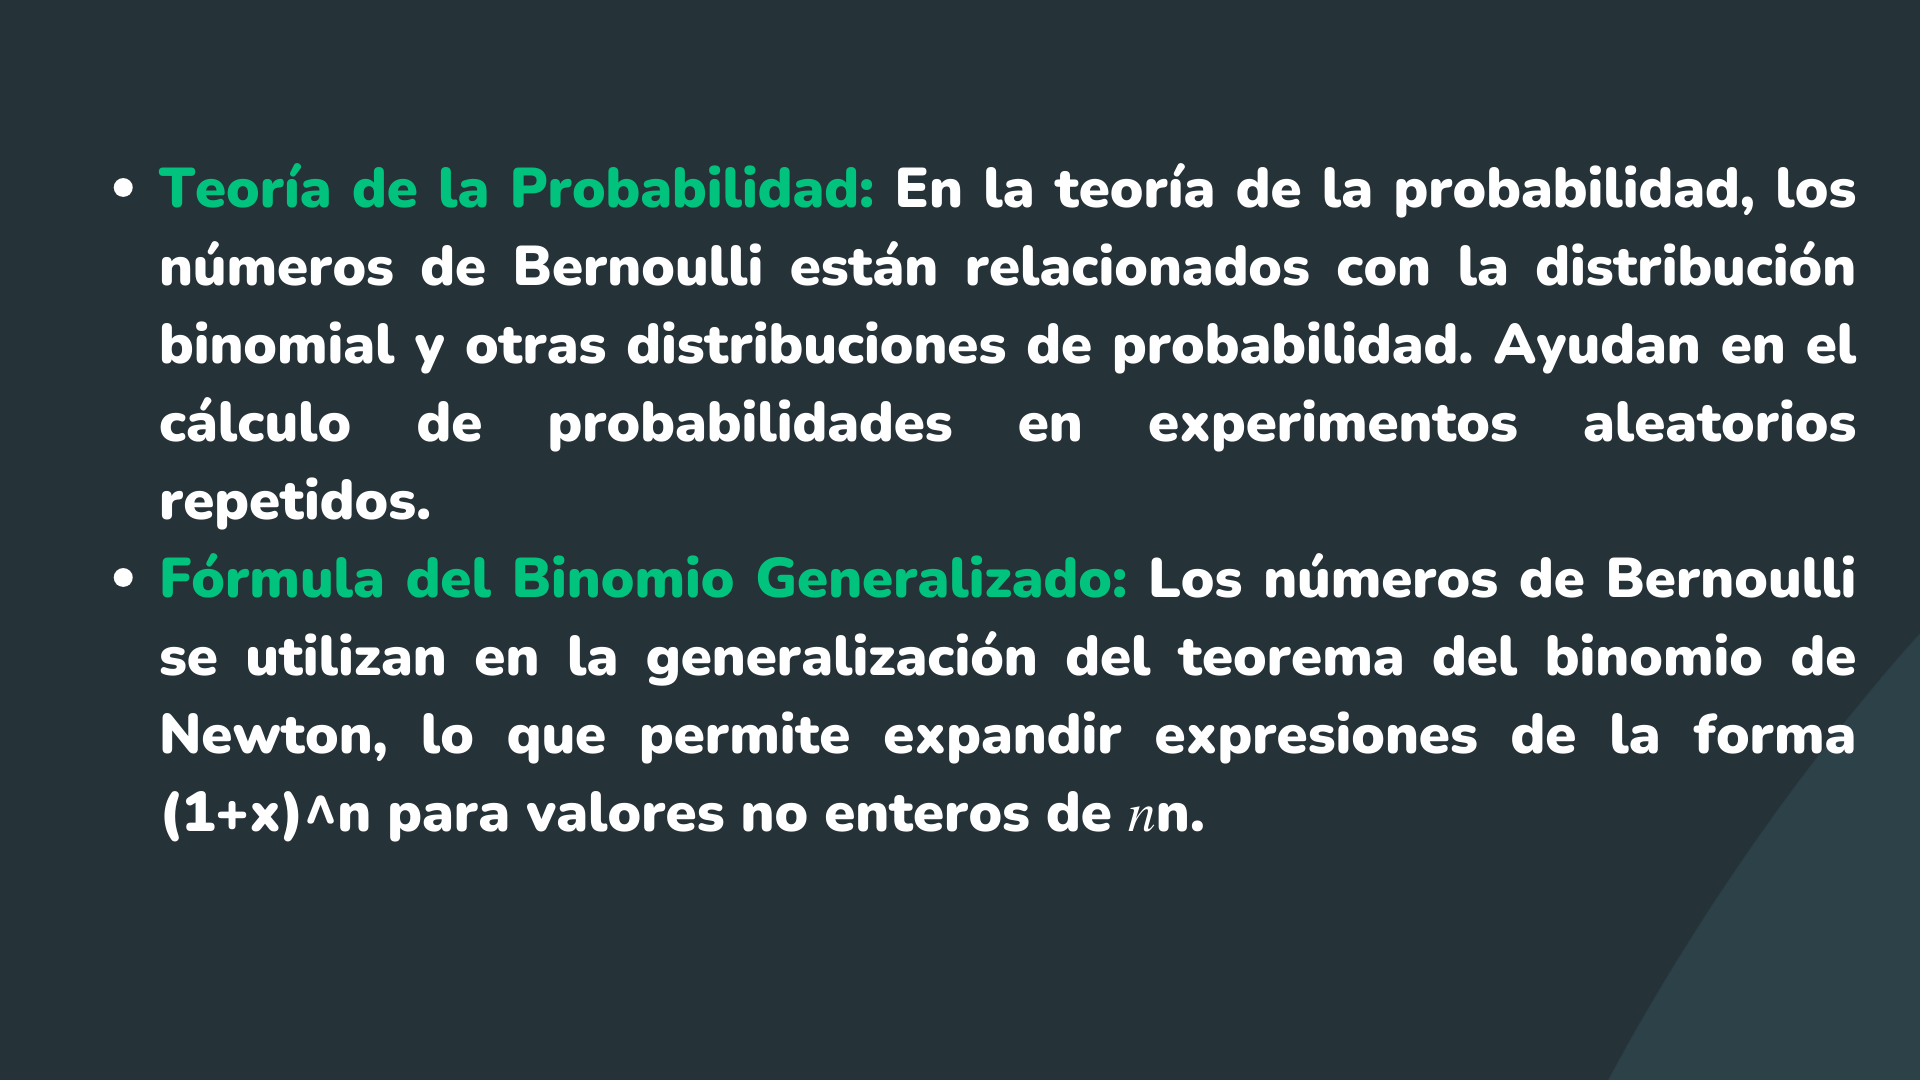 • Teoría de la Probabilidad: En la teoría de la probabilidad, los
números de Bernoulli están relacionados con la distribución
binomial y otras distribuciones de probabilidad. Ayudan en el
cálculo de probabilidades en experimentos aleatorios
repetidos.
• Fórmula del Binomio Generalizado: Los números de Bernoulli
se utilizan en la generalización del teorema del binomio de
Newton, lo que permite expandir expresiones de la forma
(1+x)^n para valores no enteros de 𝑛n.